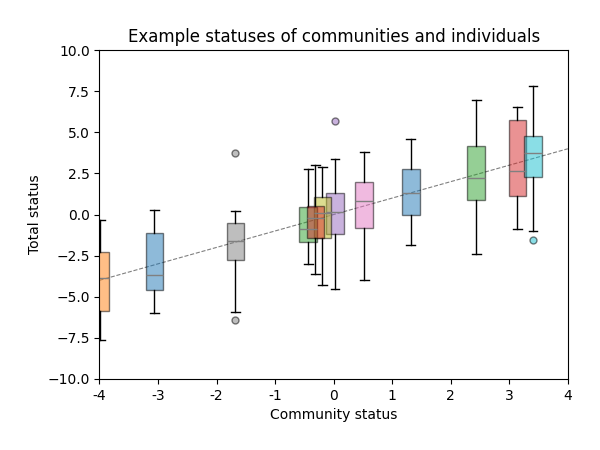 Example statuses of communities and individuals
10.0
7.5
5.0
2.5
0.0
−2.5
−5.0
−7.5
−10.0
Total status
-4 -3 -2 -1 0 1 2 3 4
Community status